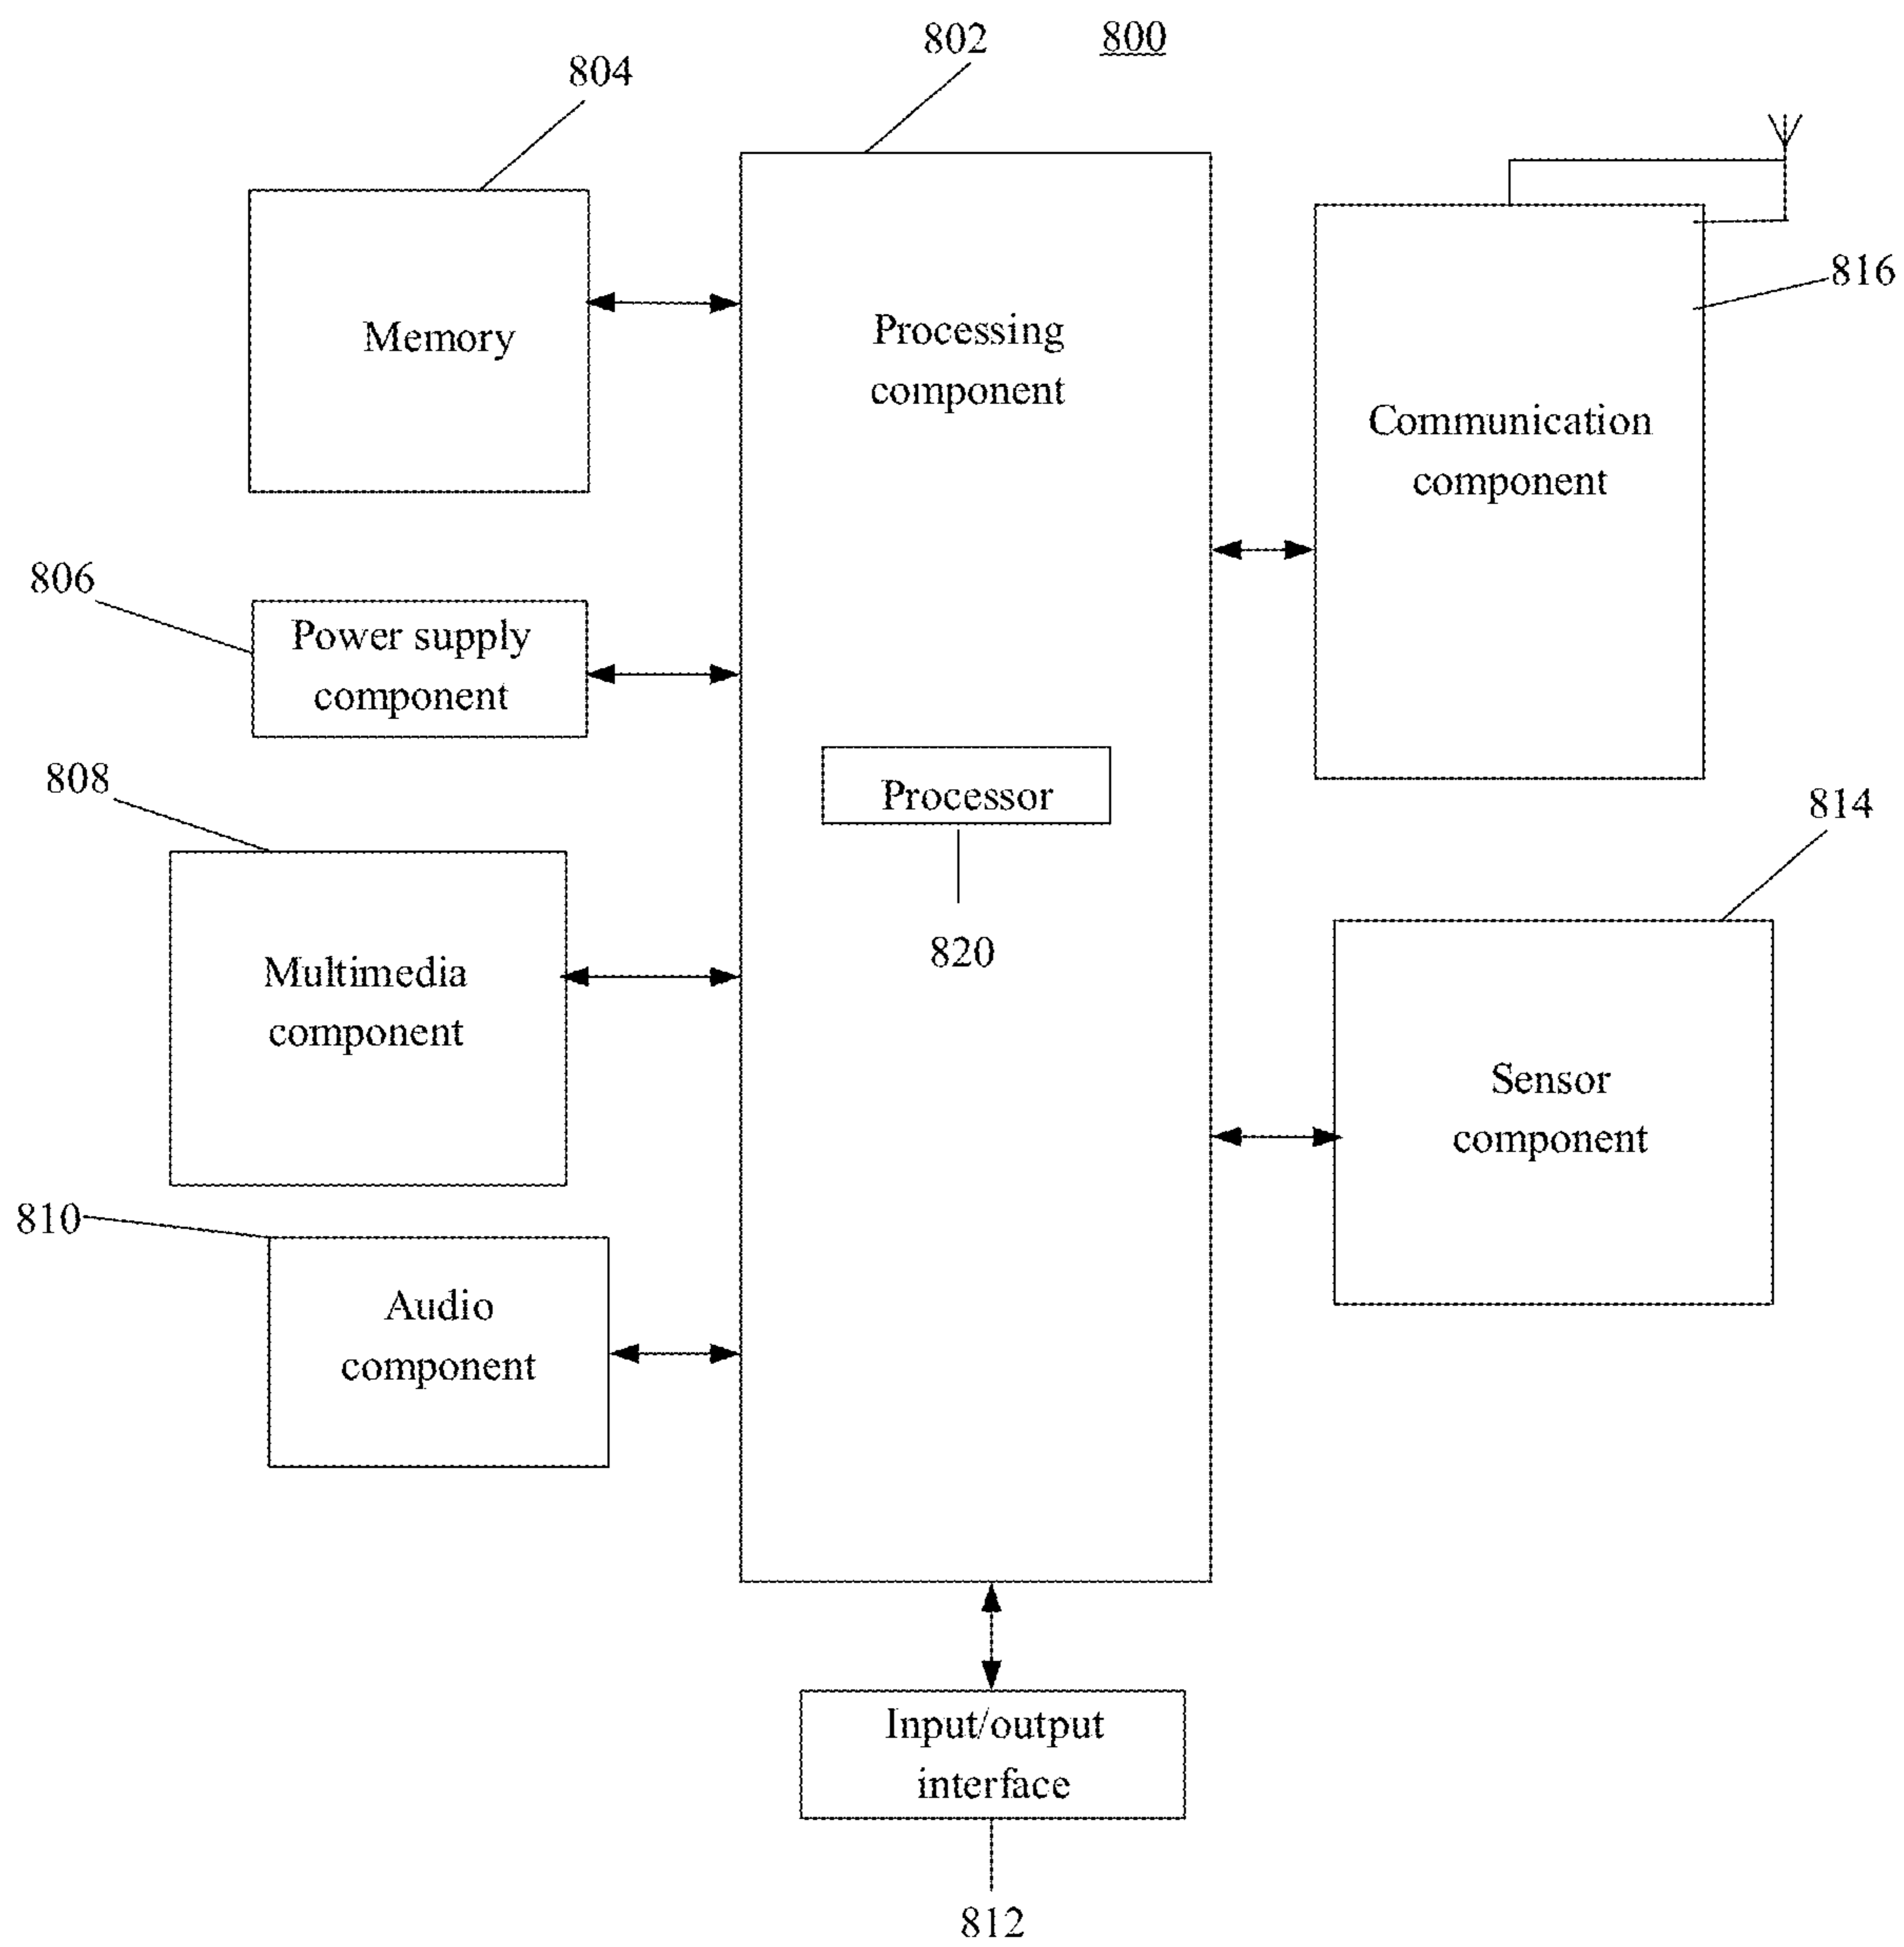 802
800
804
816
Memory
Processing
component
Communication
component
806
Power supply
component
808
Processor
814
820
Multimedia
component
Sensor
component
810
Audio
component
Input/output
interface
812